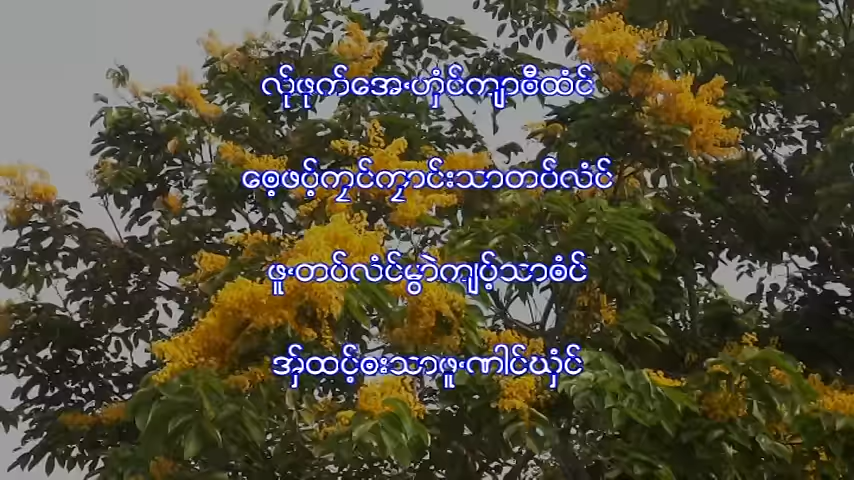 လ်ုဖုက်အေႉဟှံင်ကျာစီထံင်
စေ့ဖပ့်ကၠင်ကၠာင်းသာတပ်လံင်
ဖူႉတပ်လံင်မွာဲကျပ့်သာစံင်
အ်ှထင့်စႊသာဖူႉဏါင်ယှံင်